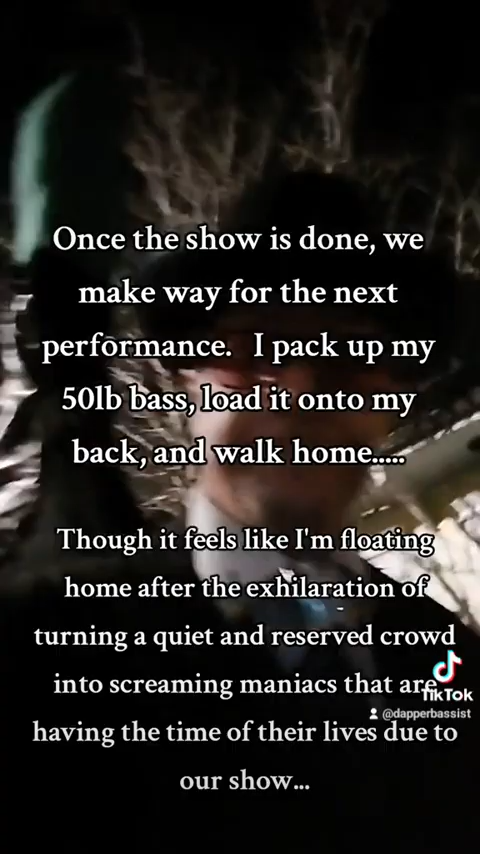 Once the show is done, we
make way for the next
performance.   I pack up my
50lb bass, load it onto my
back, and walk home.....
Though it feels like I'm floating
home after the exhilaration of
turning a quiet and reserved crowd
into screaming maniacs that are
TikTok
@dapperbassist
having the time of their lives due to
our show...